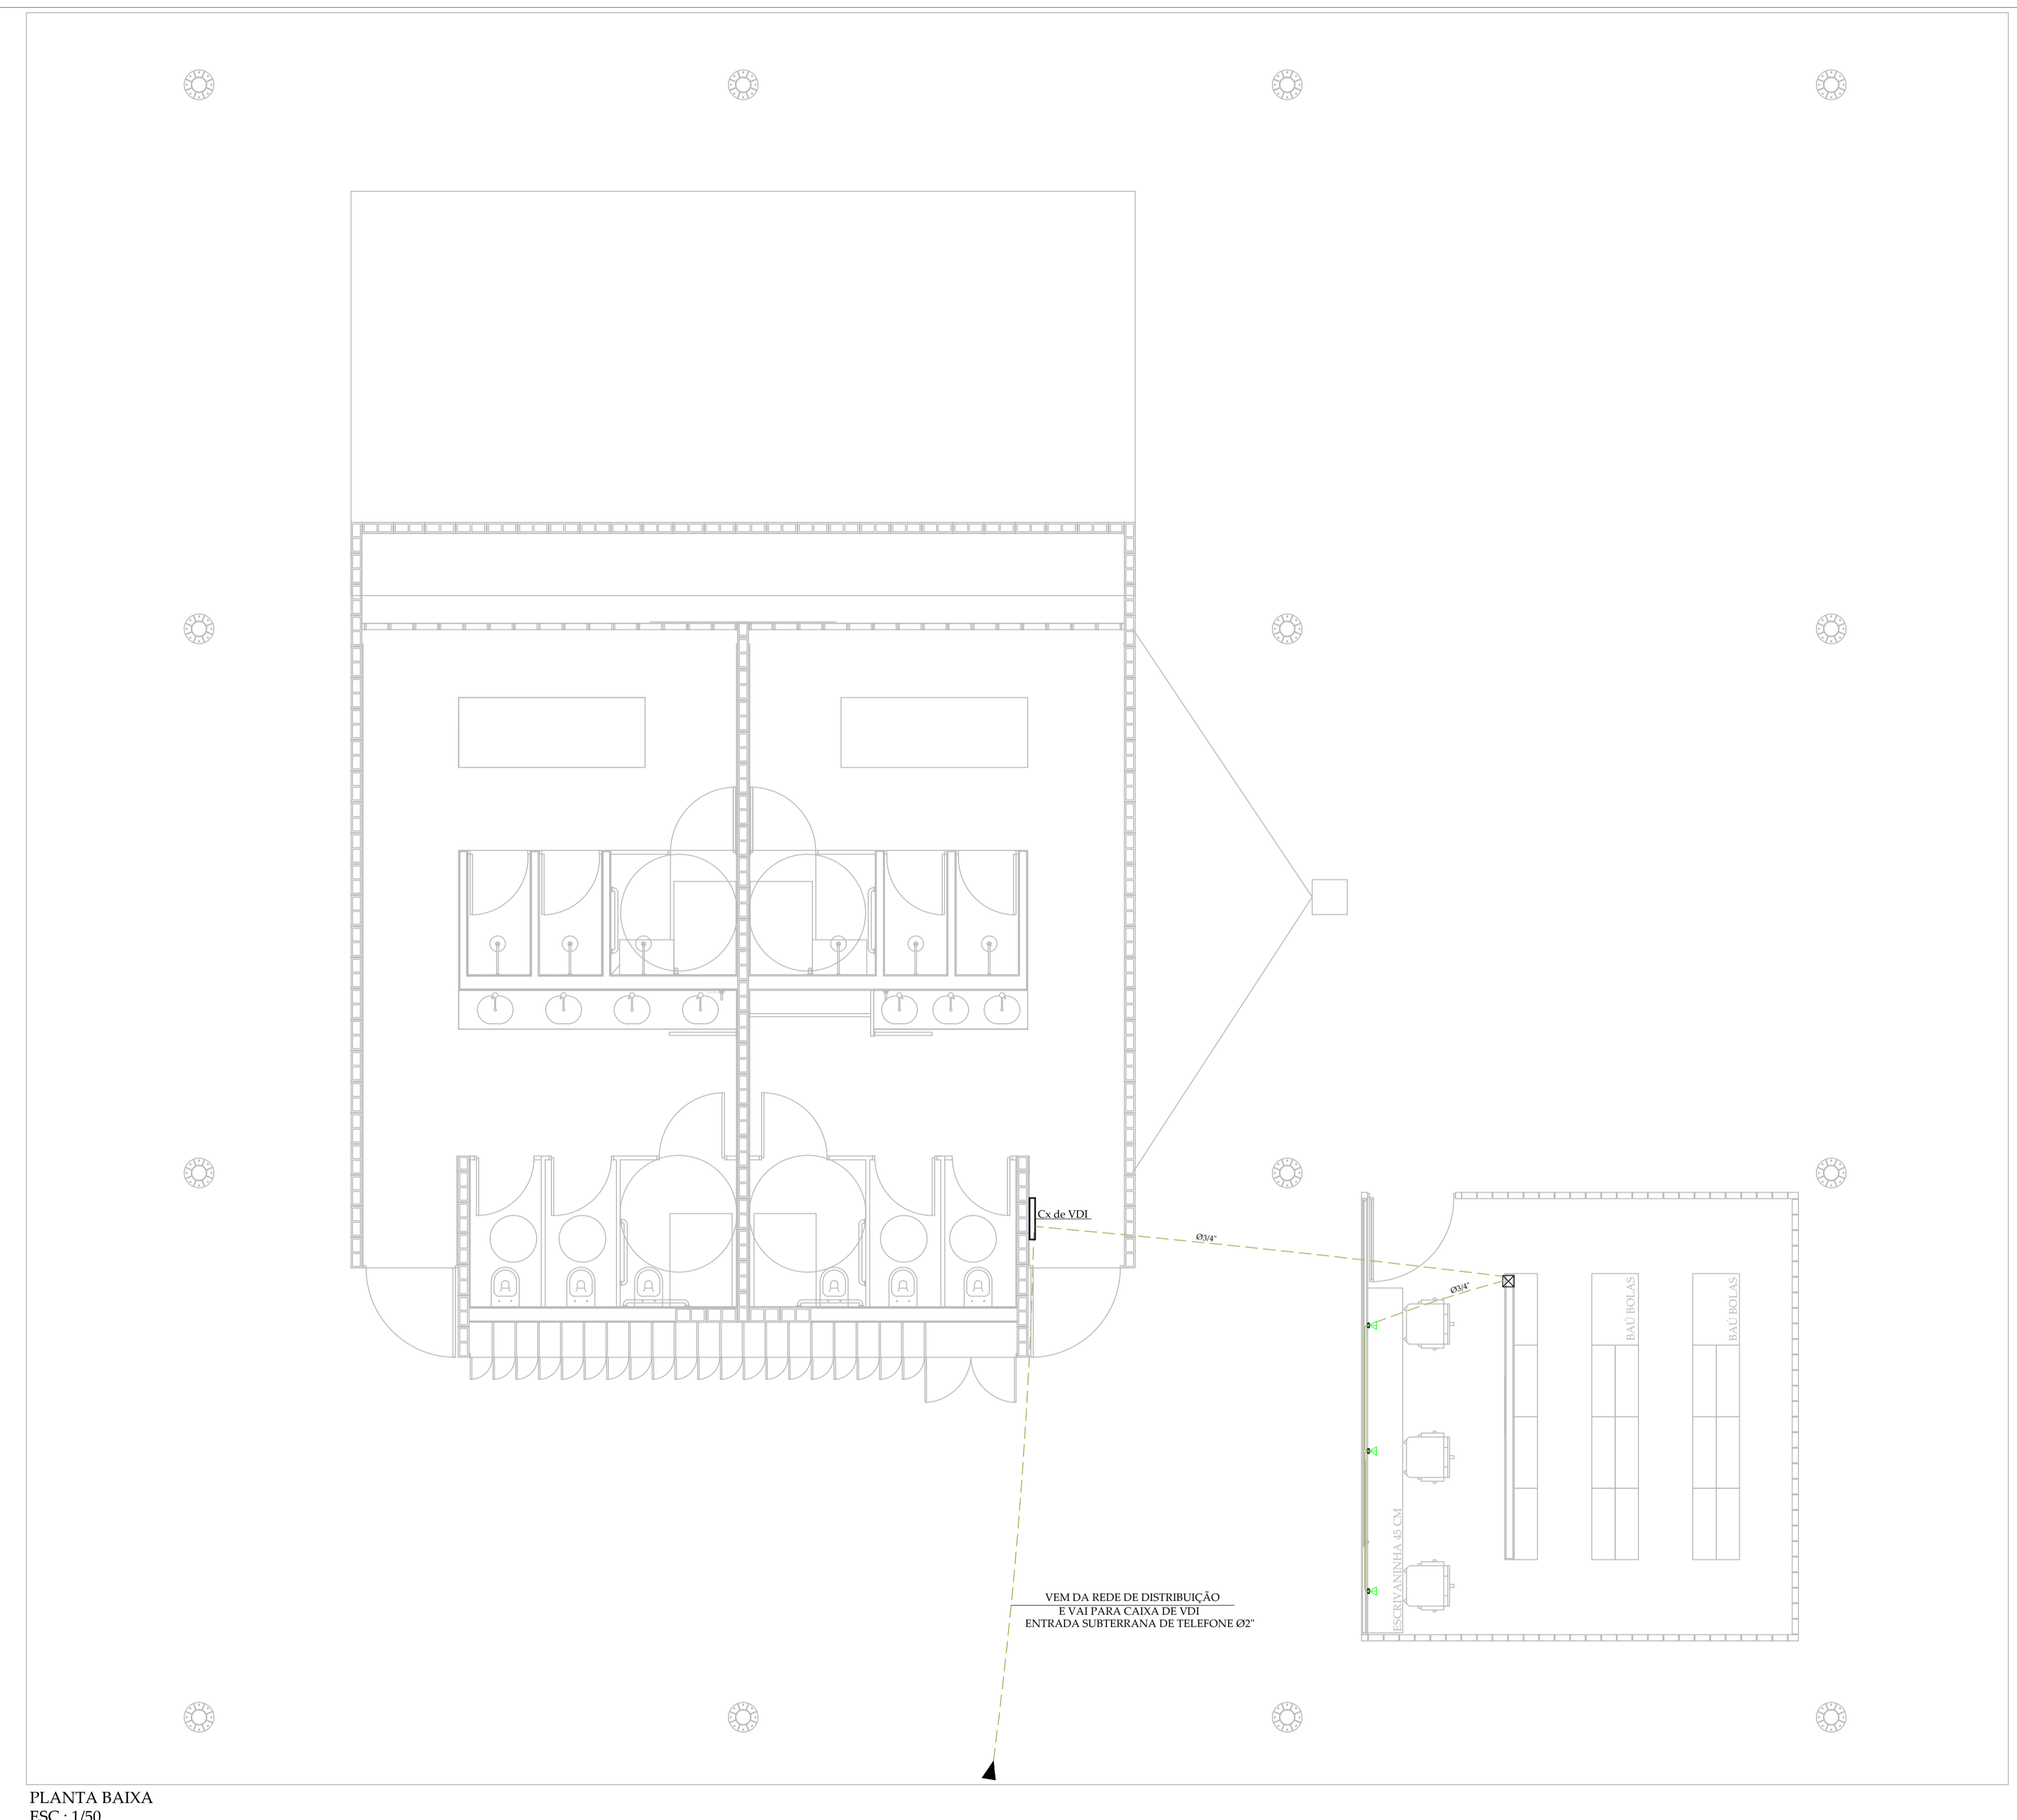 Cx de VDI
Ø3/4"
Ø3/4"
BAÚ BOLAS
BAÚ BOLAS
ESCRIVANINHA 45 CM
VEM DA REDE DE DISTRIBUIÇÃO
E VAI PARA CAIXA DE VDI
ENTRADA SUBTERRANA DE TELEFONE Ø2"
PLANTA BAIXA
ESC : 1/50